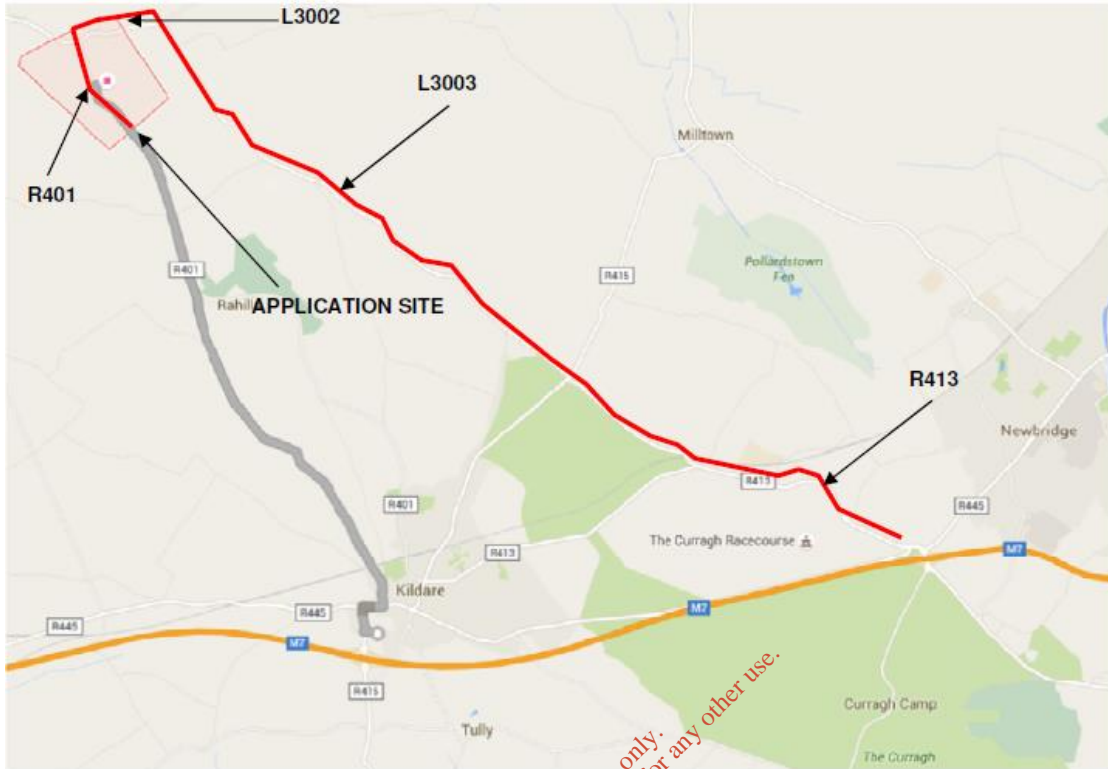 L3002
L3003
Milltown
R401
Pollardstown
Fen
R415
R401
APPLICATION SITE
R413
Newbridge
R413
R401
R445
The Curragh Racecourse
R413
M7
Kildare
R445
M7
R445
M7
only.
for any other use.
R415
Curragh Camp
Tully
The Curragh